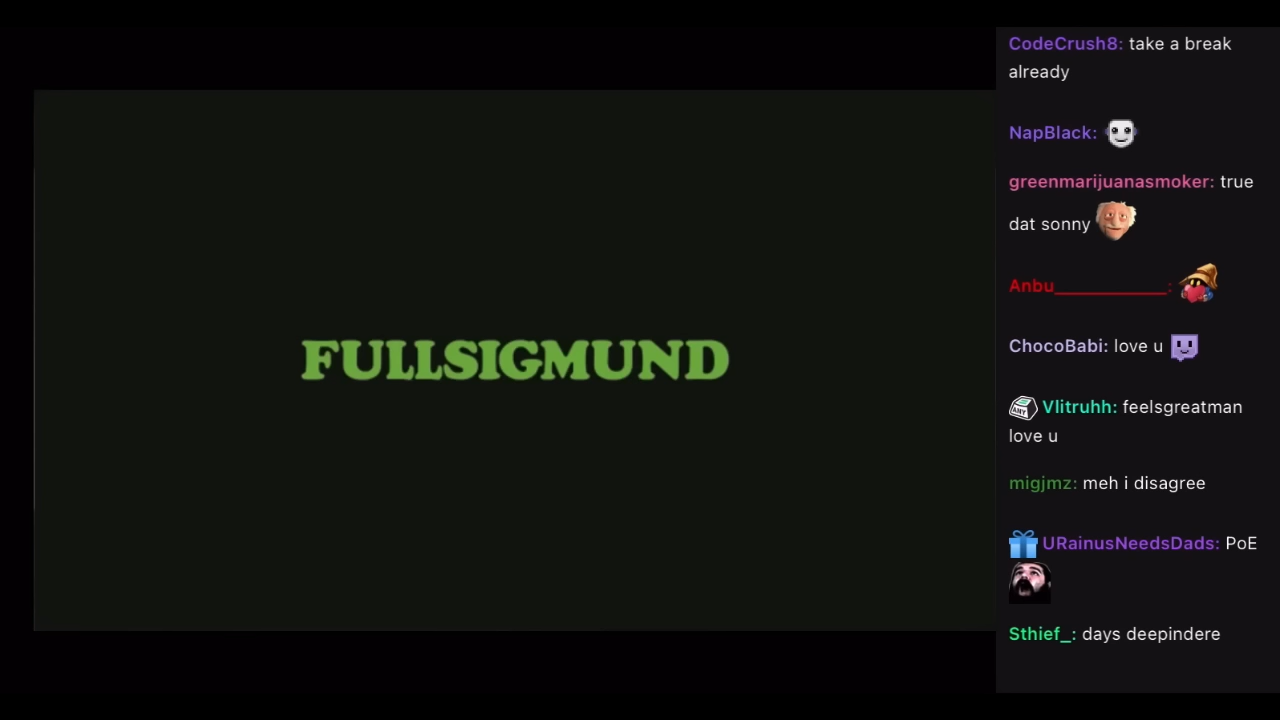 FULLSIGMUND
CodeCrush8: take a break
already
NapBlack:
greenmarijuanasmoker: true
dat sonny
Anbu____________:
ChocoBabi: love u
Vlitruhh: feelsgreatman
love u
migjmz: meh i disagree
URainusNeedsDads: PoE
Sthief_: days deepindere